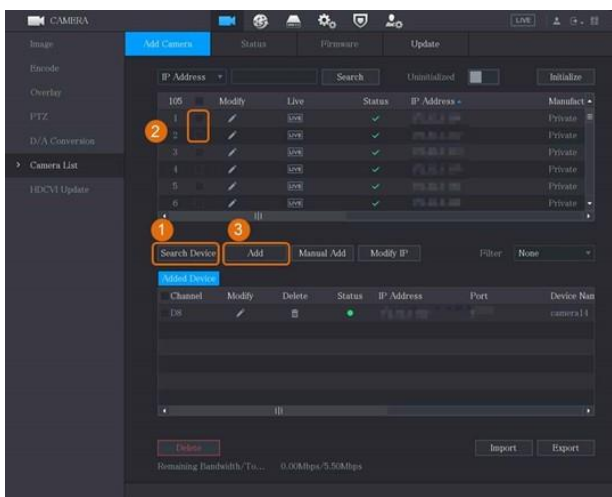 CAMERA LIVE
Image Add Camera Status Firmware Update
Encode
IP Address Search Uninitialized Initialize
Overlay
105 Modify Live Status IP Address Manufact
PTZ 1 LIVE Private
2 D/A Conversion 2 LIVE Private
3 LIVE Private
Camera List 4 LIVE Private
HDCVI Update 5 LIVE Private
6 LIVE Private
1 3
Search Device Add Manual Add Modify IP Filter None
Added Device
Channel Modify Delete Status IP Address Port Device Nam
D8 camera14
Delete Import Export
Remaining Bandwidth/To... 0.00Mbps/5.50Mbps